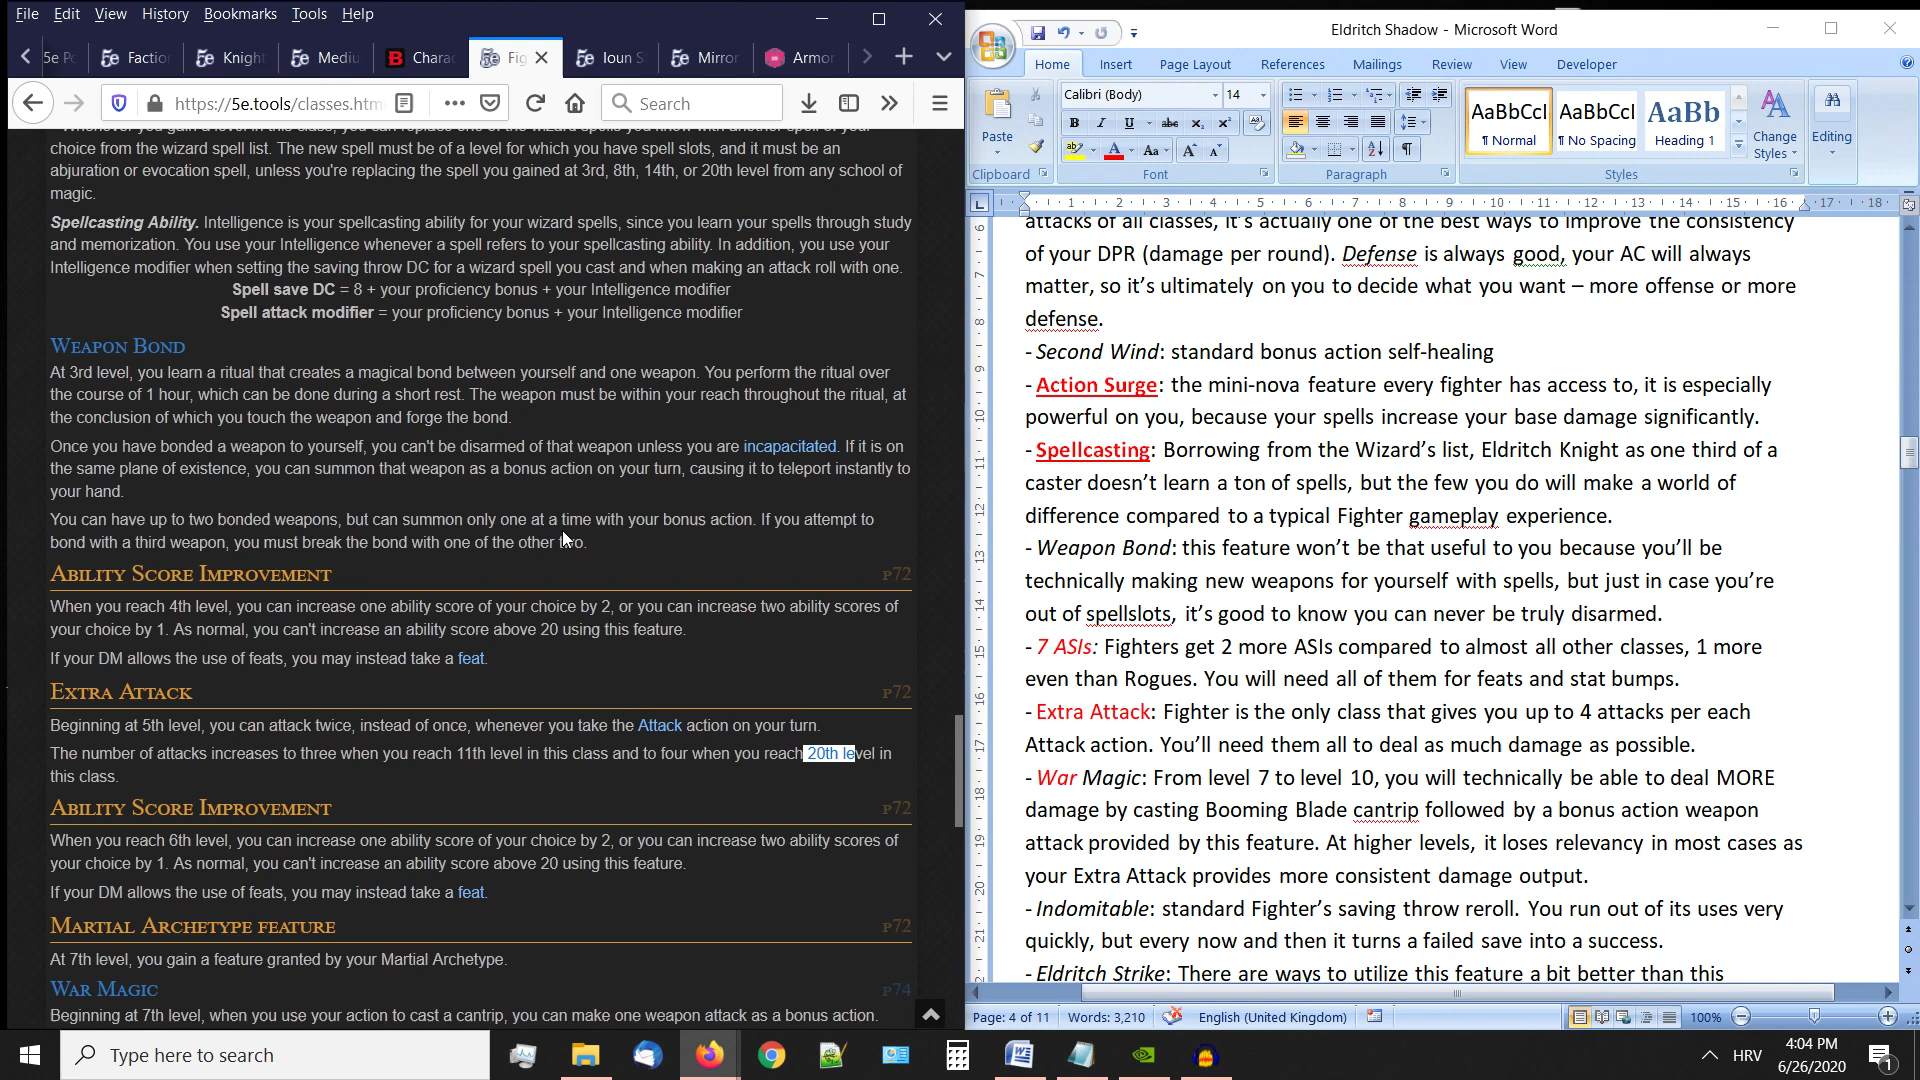 File Edit View History Bookmarks Tools Help
5e Po Factio Knigh Mediu Chara Fig Ioun S Mirror Armor
https://5e.tools/classes.htm Search
Whenever you gain a level in this class, you can replace one of the wizard spells you know with another spell of your
choice from the wizard spell list. The new spell must be of a level for which you have spell slots, and it must be an
abjuration or evocation spell, unless you're replacing the spell you gained at 3rd, 8th, 14th, or 20th level from any school of
magic.
Spellcasting Ability. Intelligence is your spellcasting ability for your wizard spells, since you learn your spells through study
and memorization. You use your Intelligence whenever a spell refers to your spellcasting ability. In addition, you use your
Intelligence modifier when setting the saving throw DC for a wizard spell you cast and when making an attack roll with one.
Spell save DC = 8 + your proficiency bonus + your Intelligence modifier
Spell attack modifier = your proficiency bonus + your Intelligence modifier
Weapon Bond
At 3rd level, you learn a ritual that creates a magical bond between yourself and one weapon. You perform the ritual over
the course of 1 hour, which can be done during a short rest. The weapon must be within your reach throughout the ritual, at
the conclusion of which you touch the weapon and forge the bond.
Once you have bonded a weapon to yourself, you can't be disarmed of that weapon unless you are incapacitated. If it is on
the same plane of existence, you can summon that weapon as a bonus action on your turn, causing it to teleport instantly to
your hand.
You can have up to two bonded weapons, but can summon only one at a time with your bonus action. If you attempt to
bond with a third weapon, you must break the bond with one of the other two.
Ability Score Improvement p72
When you reach 4th level, you can increase one ability score of your choice by 2, or you can increase two ability scores of
your choice by 1. As normal, you can't increase an ability score above 20 using this feature.
If your DM allows the use of feats, you may instead take a feat.
Extra Attack p72
Beginning at 5th level, you can attack twice, instead of once, whenever you take the Attack action on your turn.
The number of attacks increases to three when you reach 11th level in this class and to four when you reach 20th level in
this class.
Ability Score Improvement p72
When you reach 6th level, you can increase one ability score of your choice by 2, or you can increase two ability scores of
your choice by 1. As normal, you can't increase an ability score above 20 using this feature.
If your DM allows the use of feats, you may instead take a feat.
Martial Archetype feature p72
At 7th level, you gain a feature granted by your Martial Archetype.
War Magic p74
Beginning at 7th level, when you use your action to cast a cantrip, you can make one weapon attack as a bonus action.
Eldritch Shadow - Microsoft Word
Home Insert Page Layout References Mailings Review View Developer
Calibri (Body) 14
Paste
AaBbCcI AaBbCcI AaBb
¶ Normal ¶ No Spacing Heading 1
Change
Styles
Editing
Clipboard Font Paragraph Styles
attacks of all classes, it's actually one of the best ways to improve the consistency
of your DPR (damage per round). Defense is always good, your AC will always
matter, so it's ultimately on you to decide what you want – more offense or more
defense.
- Second Wind: standard bonus action self-healing
- Action Surge: the mini-nova feature every fighter has access to, it is especially
powerful on you, because your spells increase your base damage significantly.
- Spellcasting: Borrowing from the Wizard's list, Eldritch Knight as one third of a
caster doesn't learn a ton of spells, but the few you do will make a world of
difference compared to a typical Fighter gameplay experience.
- Weapon Bond: this feature won't be that useful to you because you'll be
technically making new weapons for yourself with spells, but just in case you're
out of spellslots, it's good to know you can never be truly disarmed.
- 7 ASIs: Fighters get 2 more ASIs compared to almost all other classes, 1 more
even than Rogues. You will need all of them for feats and stat bumps.
- Extra Attack: Fighter is the only class that gives you up to 4 attacks per each
Attack action. You'll need them all to deal as much damage as possible.
- War Magic: From level 7 to level 10, you will technically be able to deal MORE
damage by casting Booming Blade cantrip followed by a bonus action weapon
attack provided by this feature. At higher levels, it loses relevancy in most cases as
your Extra Attack provides more consistent damage output.
- Indomitable: standard Fighter's saving throw reroll. You run out of its uses very
quickly, but every now and then it turns a failed save into a success.
- Eldritch Strike: There are ways to utilize this feature a bit better than this
Page: 4 of 11 Words: 3,210 English (United Kingdom) 100%
Type here to search
HRV 4:04 PM
6/26/2020 1